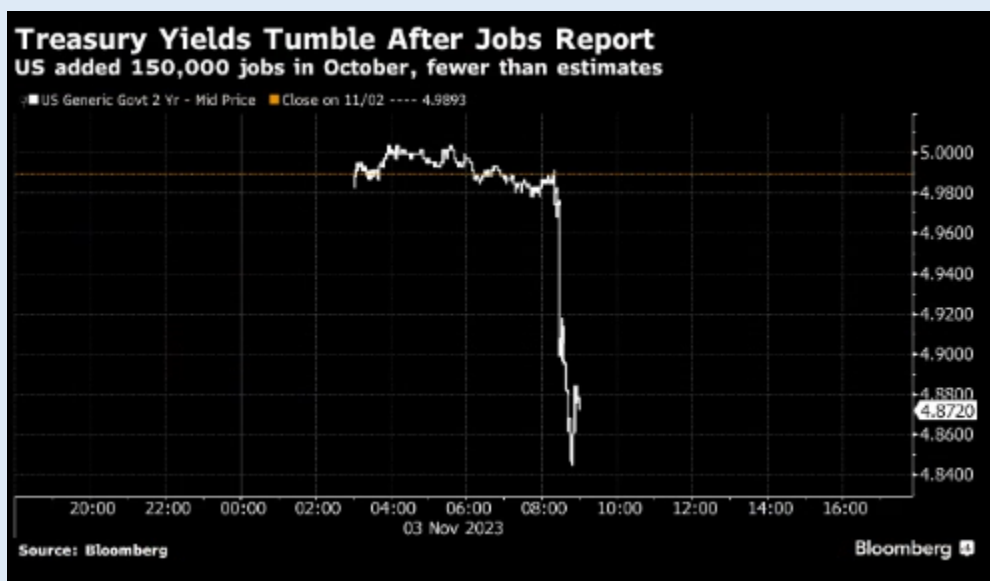 Treasury Yields Tumble After Jobs Report
US added 150,000 jobs in October, fewer than estimates
US Generic Govt 2 Yr - Mid Price Close on 11/02 ---- 4.9893
5.0000
4.9800
4.9600
4.9400
4.9200
4.9000
4.8800
4.8720
4.8600
4.8400
20:00 22:00 00:00 02:00 04:00 06:00 08:00 10:00 12:00 14:00 16:00
03 Nov 2023
Source: Bloomberg
Bloomberg